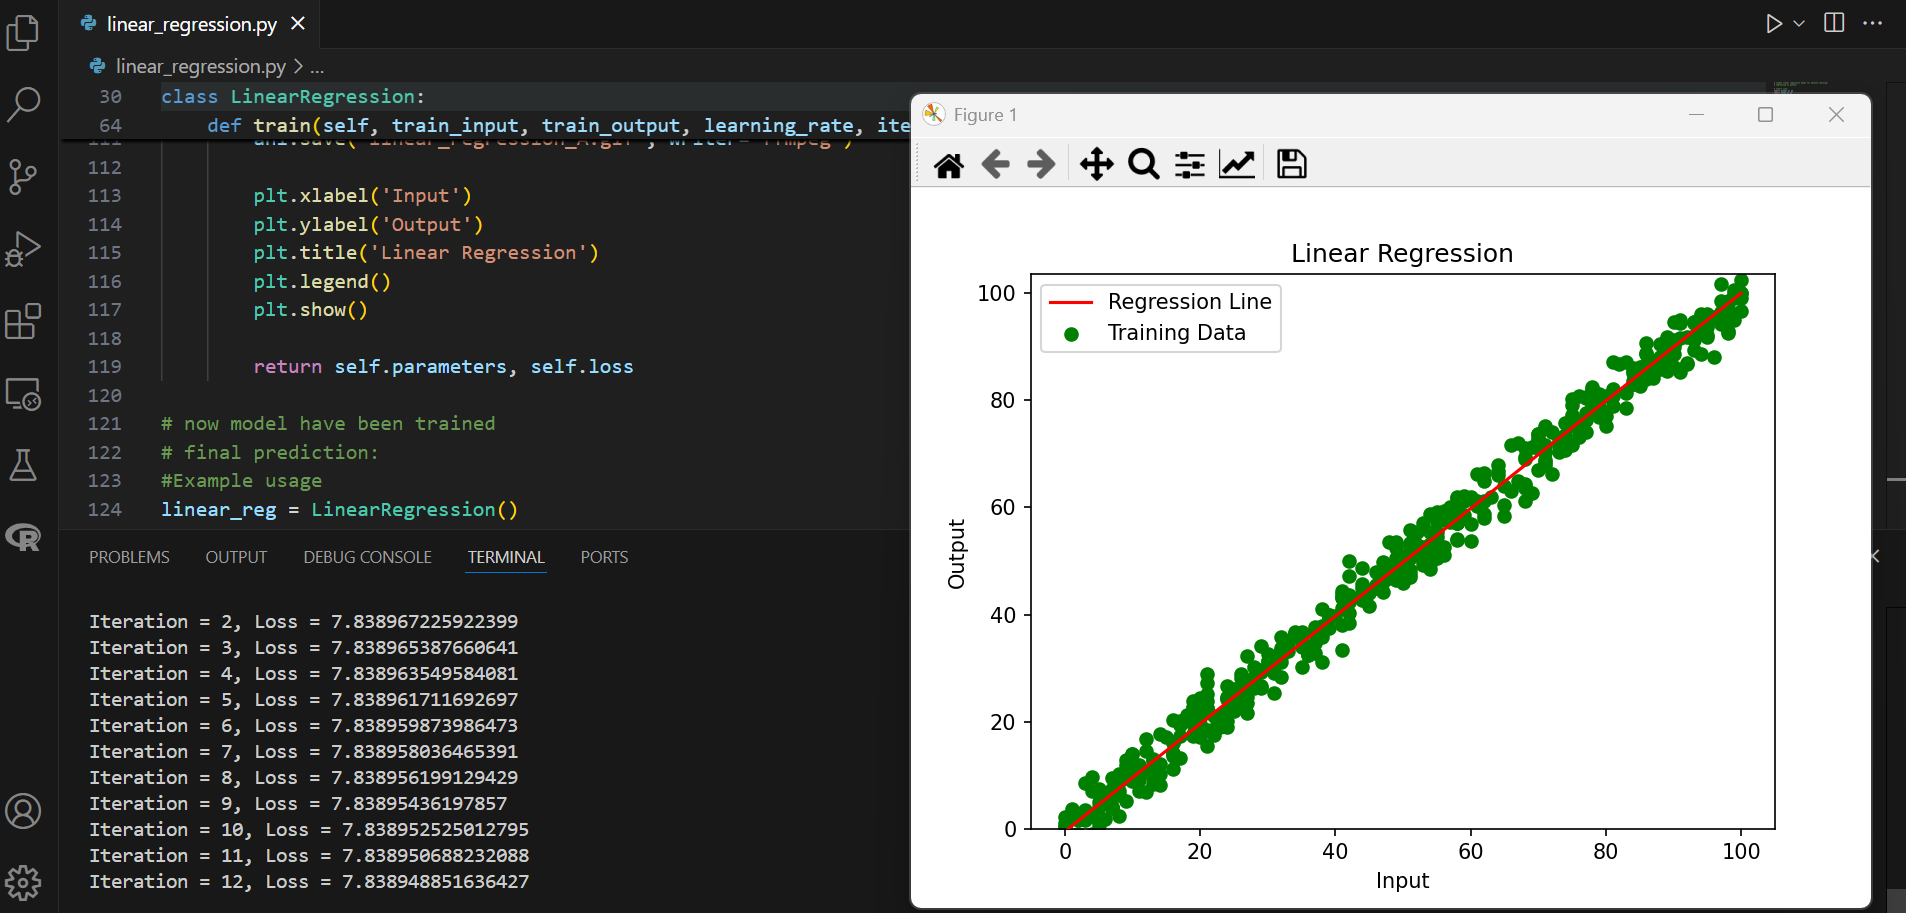 linear_regression.py
linear_regression.py > ...
30 class LinearRegression:
64 def train(self, train_input, train_output, learning_rate, ite
112
113 plt.xlabel('Input')
114 plt.ylabel('Output')
115 plt.title('Linear Regression')
116 plt.legend()
117 plt.show()
118
119 return self.parameters, self.loss
120
121 # now model have been trained
122 # final prediction:
123 #Example usage
124 linear_reg = LinearRegression()
PROBLEMS OUTPUT DEBUG CONSOLE TERMINAL PORTS
Iteration = 2, Loss = 7.838967225922399
Iteration = 3, Loss = 7.838965387660641
Iteration = 4, Loss = 7.838963549584081
Iteration = 5, Loss = 7.838961711692697
Iteration = 6, Loss = 7.838959873986473
Iteration = 7, Loss = 7.838958036465391
Iteration = 8, Loss = 7.838956199129429
Iteration = 9, Loss = 7.83895436197857
Iteration = 10, Loss = 7.838952525012795
Iteration = 11, Loss = 7.838950688232088
Iteration = 12, Loss = 7.838948851636427
Figure 1
Linear Regression
Regression Line
Training Data
100
80
60
40
20
0
Output
0 20 40 60 80 100
Input